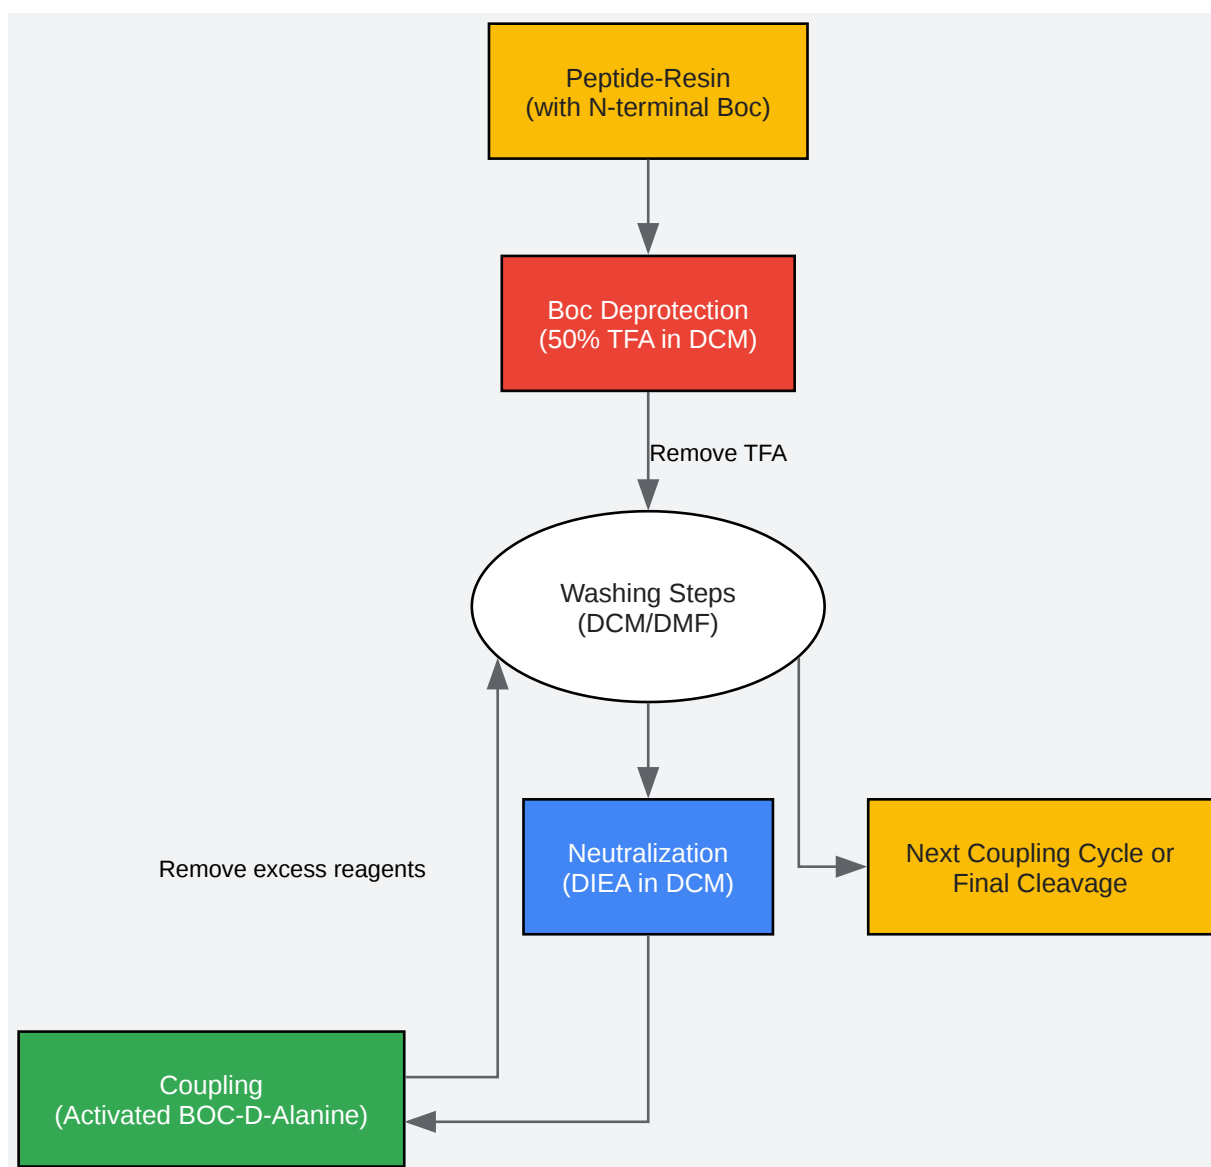 Peptide-Resin
(with N-terminal Boc)
Boc Deprotection
(50% TFA in DCM)
Remove TFA
Washing Steps
(DCM/DMF)
Neutralization
(DIEA in DCM)
Next Coupling Cycle or
Final Cleavage
Remove excess reagents
Coupling
(Activated BOC-D-Alanine)